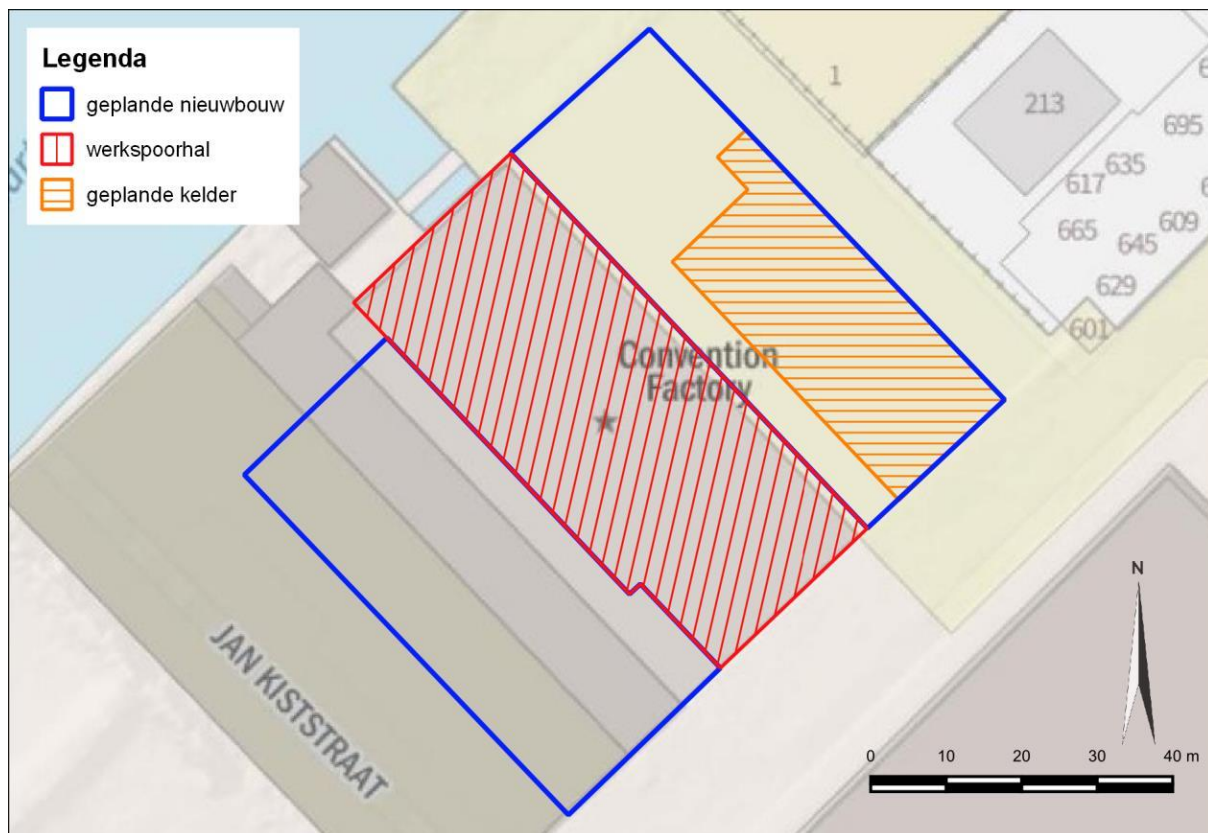 Legenda
geplande nieuwbouw
werkspoorhal
geplande kelder
1
213
695
635
617
665
609
645
629
601
Convention
Factory
JAN KISTSTRAAT
N
0 10 20 30 40 m